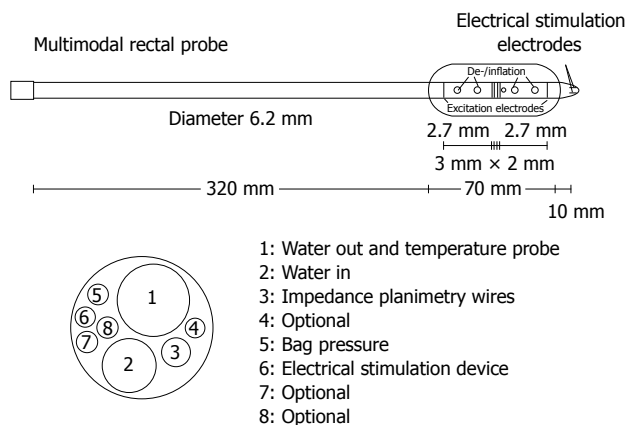 Electrical stimulation
electrodes
Multimodal rectal probe
De-/inflation
Excitation electrodes
Diameter 6.2 mm
2.7 mm 2.7 mm
3 mm × 2 mm
320 mm 70 mm
10 mm
1: Water out and temperature probe
2: Water in
3: Impedance planimetry wires
4: Optional
5: Bag pressure
6: Electrical stimulation device
7: Optional
8: Optional
5
1
6
8
4
7
3
2